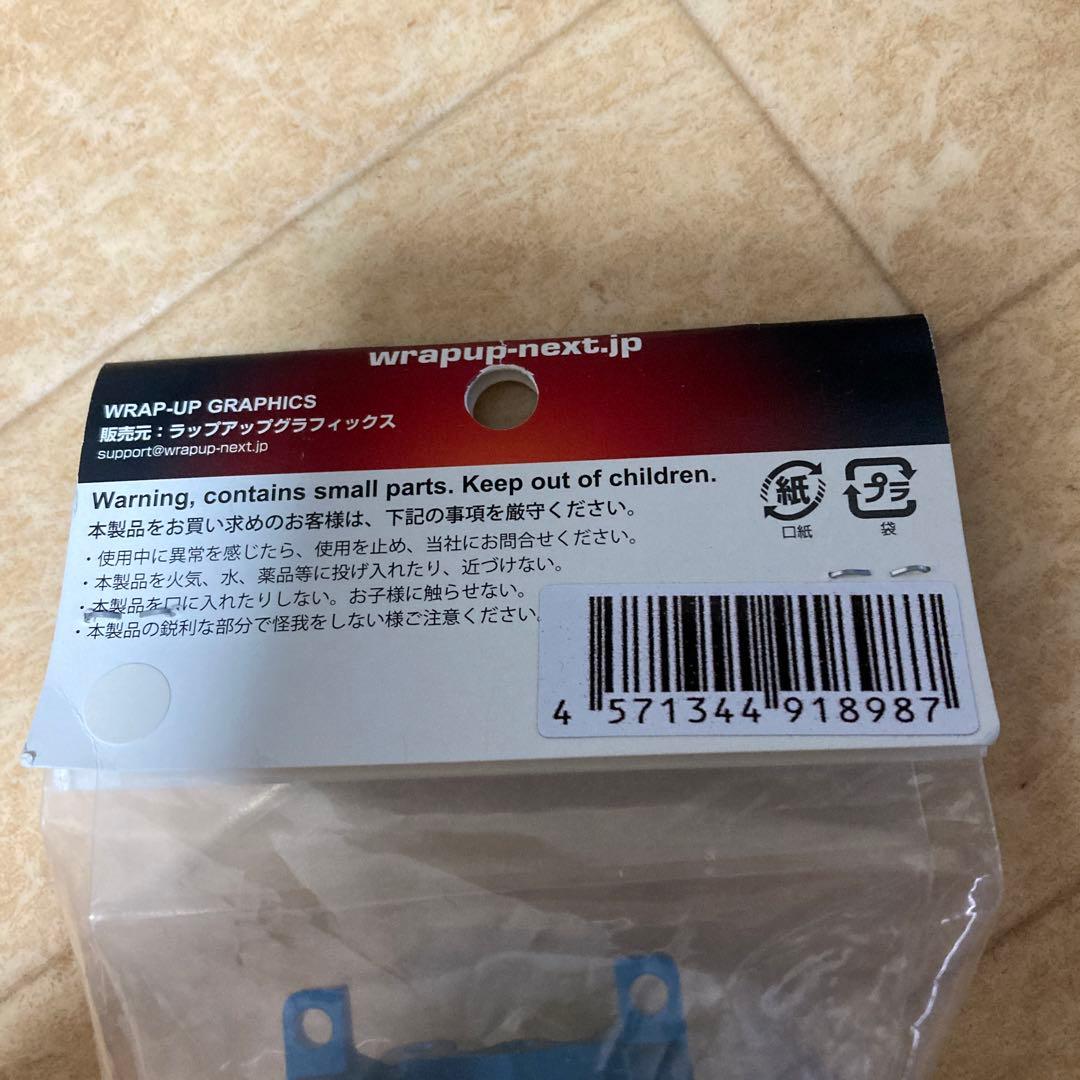 wrapup-next.jp
WRAP-UP GRAPHICS
販売元：ラップアップグラフィックス
support@wrapup-next.jp
Warning, contains small parts. Keep out of children.
本製品をお買い求めのお客様は、下記の事項を厳守ください。
・使用中に異常を感じたら、使用を止め、当社にお問合せください。
・本製品を火気、水、薬品等に投げ入れたり、近づけない。
・本製品を口に入れたりしない。お子様に触らせない。
・本製品の鋭利な部分で怪我をしない様ご注意ください。
紙
口紙
プラ
袋
4 571344 918987